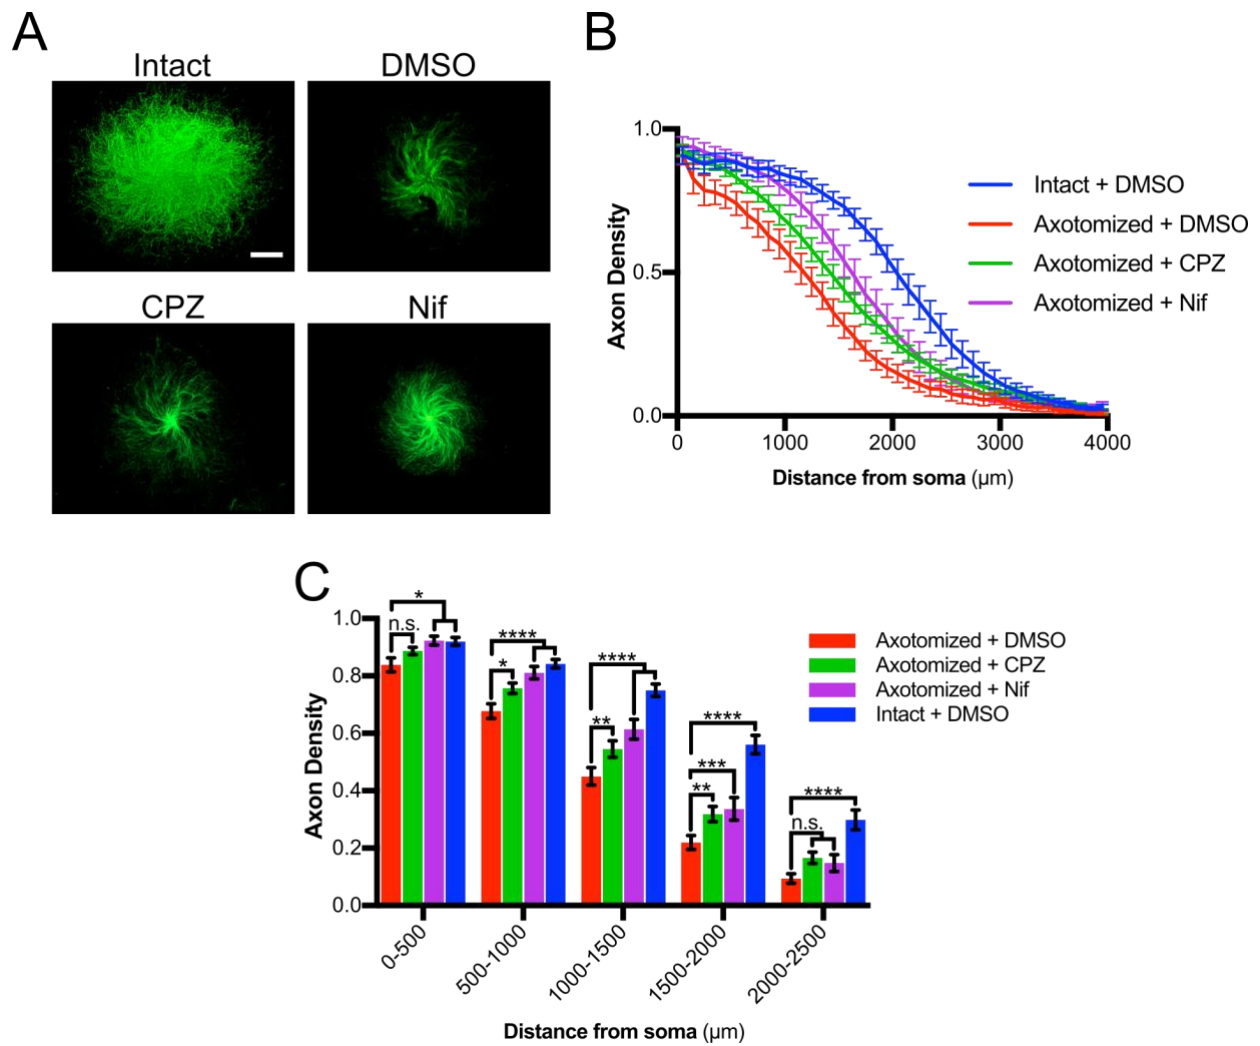 A
Intact
DMSO
CPZ
Nif
B
1.0
0.5
0.0
Axon Density
0
1000
2000
3000
4000
Distance from soma (µm)
Intact + DMSO
Axotomized + DMSO
Axotomized + CPZ
Axotomized + Nif
C
1.0
0.8
0.6
0.4
0.2
0.0
Axon Density
*
n.s.
****
*
****
**
****
***
**
****
n.s.
0-500
500-1000
1000-1500
1500-2000
2000-2500
Distance from soma (µm)
Axotomized + DMSO
Axotomized + CPZ
Axotomized + Nif
Intact + DMSO